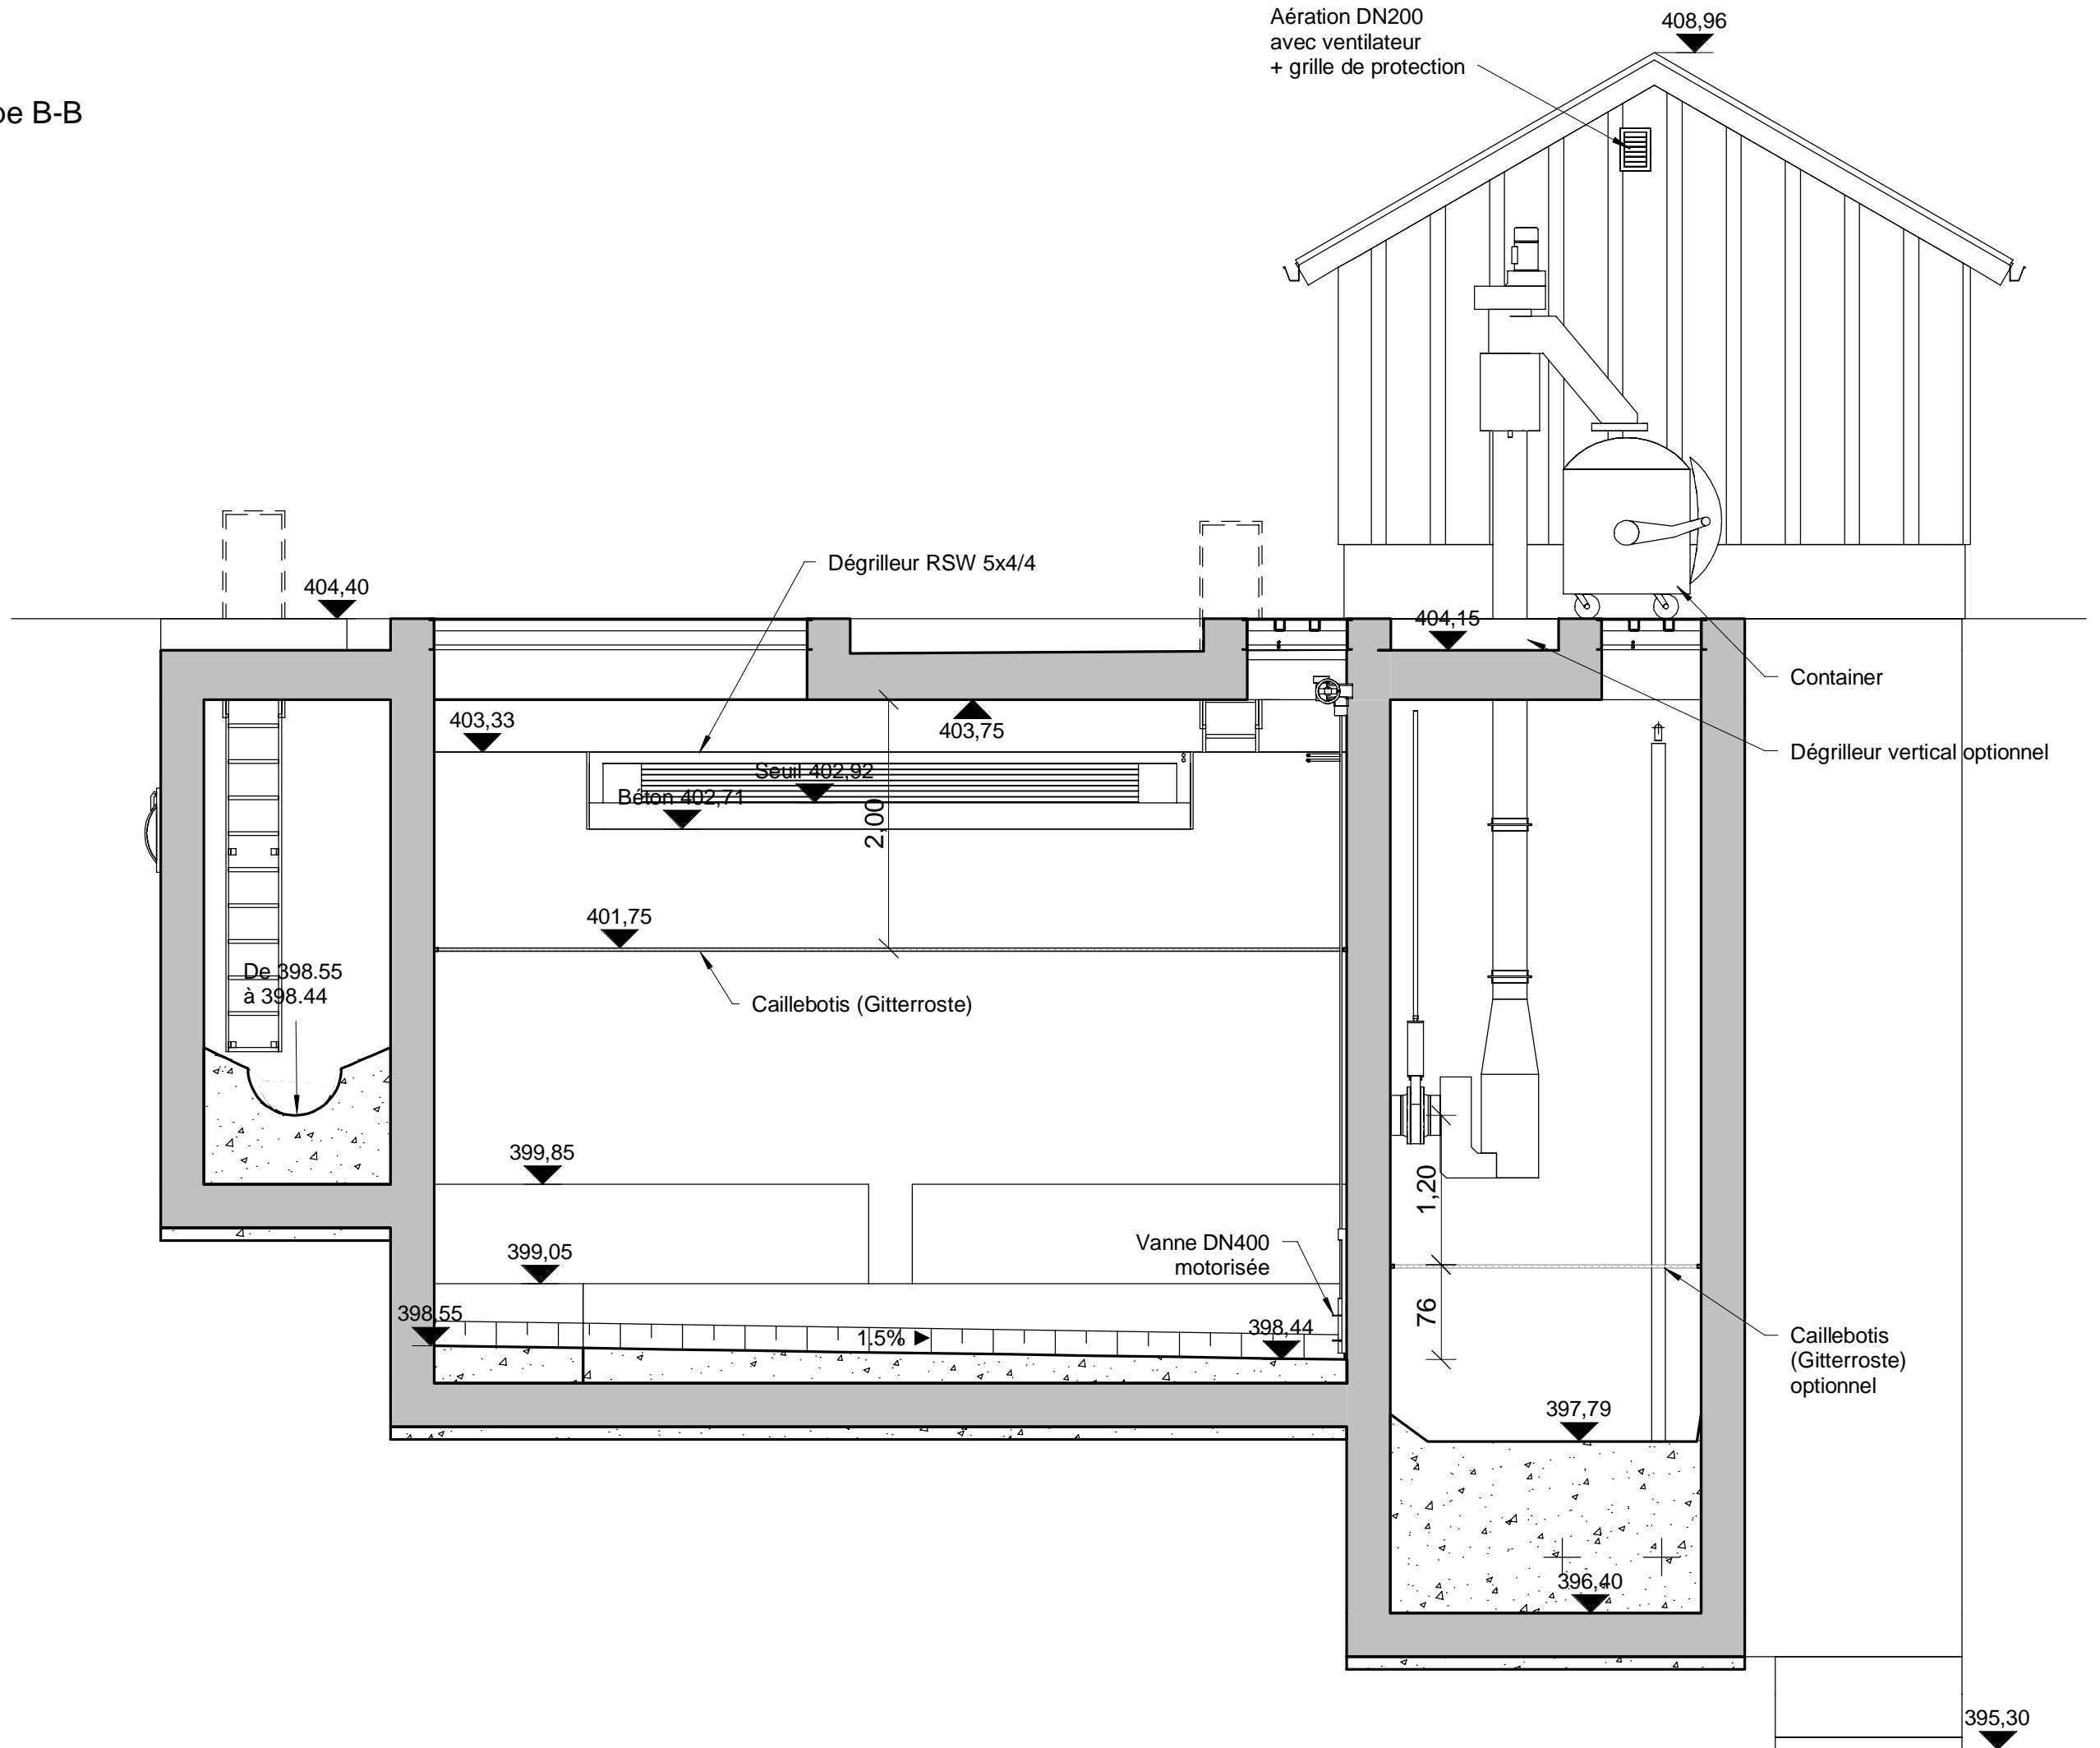 Aération DN200
avec ventilateur
+ grille de protection
408,96
pe B-B
Dégrilleur RSW 5x4/4
404,40
404,15
Container
403,33
403,75
Dégrilleur vertical optionnel
Seuil 402,92
Béton 402,71
2,00
401,75
De 398.55
à 398.44
Caillebotis (Gitterroste)
399,85
1,20
Vanne DN400
motorisée
399,05
398,55
1.5%
398,44
76
Caillebotis
(Gitterroste)
optionnel
397,79
396,40
395,30